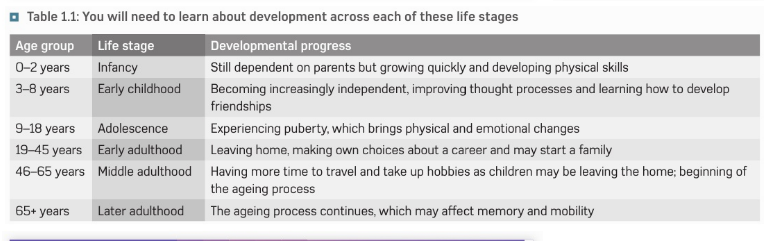 Table 1.1: You will need to learn about development across each of these life stages
Age group Life stage Developmental progress
0–2 years Infancy Still dependent on parents but growing quickly and developing physical skills
3–8 years Early childhood Becoming increasingly independent, improving thought processes and learning how to develop
friendships
9–18 years Adolescence Experiencing puberty, which brings physical and emotional changes
19–45 years Early adulthood Leaving home, making own choices about a career and may start a family
46–65 years Middle adulthood Having more time to travel and take up hobbies as children may be leaving the home; beginning of
the ageing process
65+ years Later adulthood The ageing process continues, which may affect memory and mobility